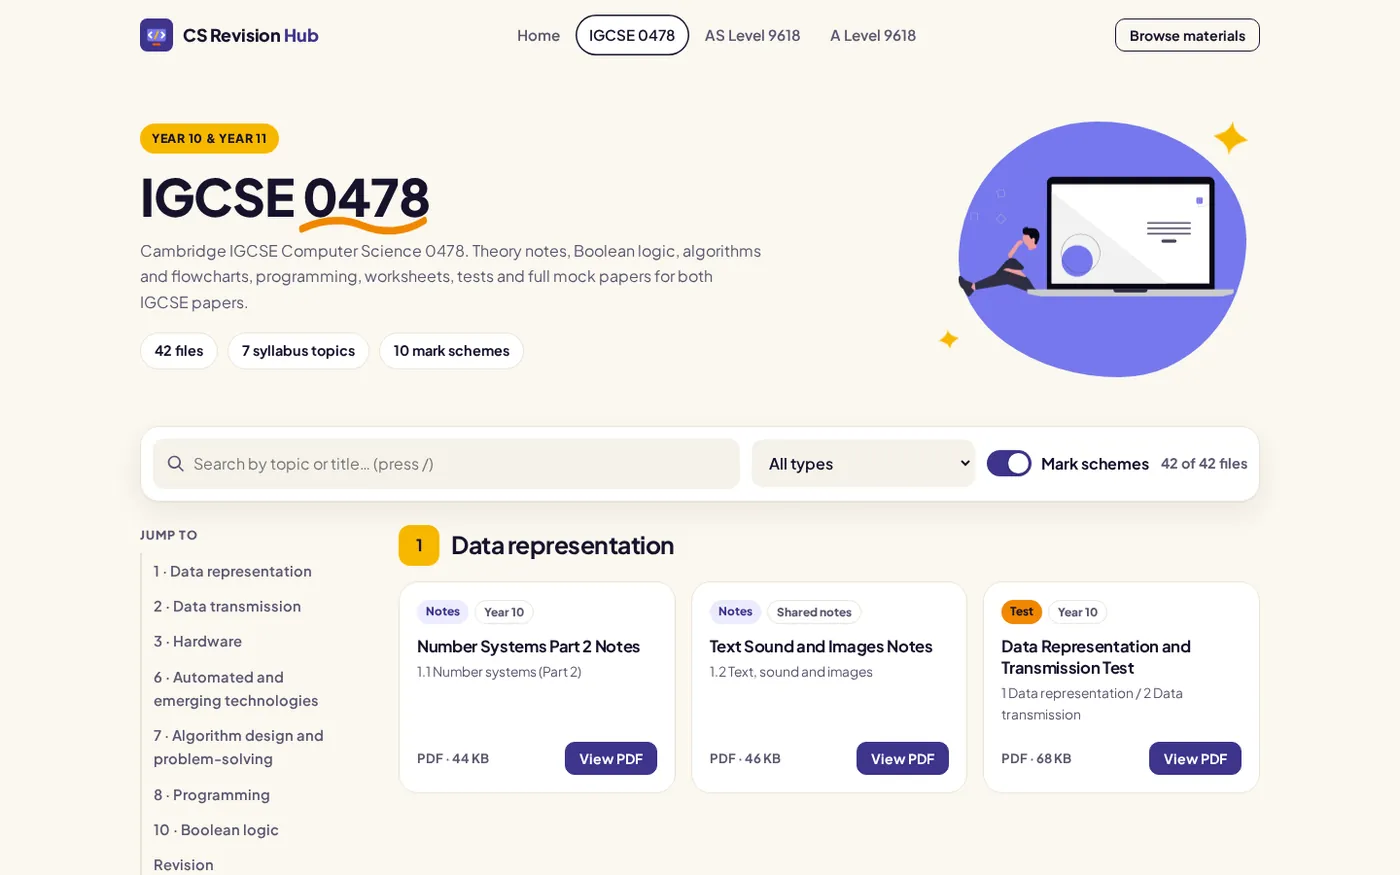 CS Revision Hub
Home
IGCSE 0478
AS Level 9618
A Level 9618
Browse materials
YEAR 10 & YEAR 11
IGCSE 0478
Cambridge IGCSE Computer Science 0478. Theory notes, Boolean logic, algorithms
and flowcharts, programming, worksheets, tests and full mock papers for both
IGCSE papers.
42 files
7 syllabus topics
10 mark schemes
Search by topic or title... (press /)
All types
Mark schemes
42 of 42 files
JUMP TO
1 · Data representation
2 · Data transmission
3 · Hardware
6 · Automated and
emerging technologies
7 · Algorithm design and
problem-solving
8 · Programming
10 · Boolean logic
Revision
1
Data representation
Notes
Year 10
Number Systems Part 2 Notes
1.1 Number systems (Part 2)
PDF · 44 KB
View PDF
Notes
Shared notes
Text Sound and Images Notes
1.2 Text, sound and images
PDF · 46 KB
View PDF
Test
Year 10
Data Representation and
Transmission Test
1 Data representation / 2 Data
transmission
PDF · 68 KB
View PDF